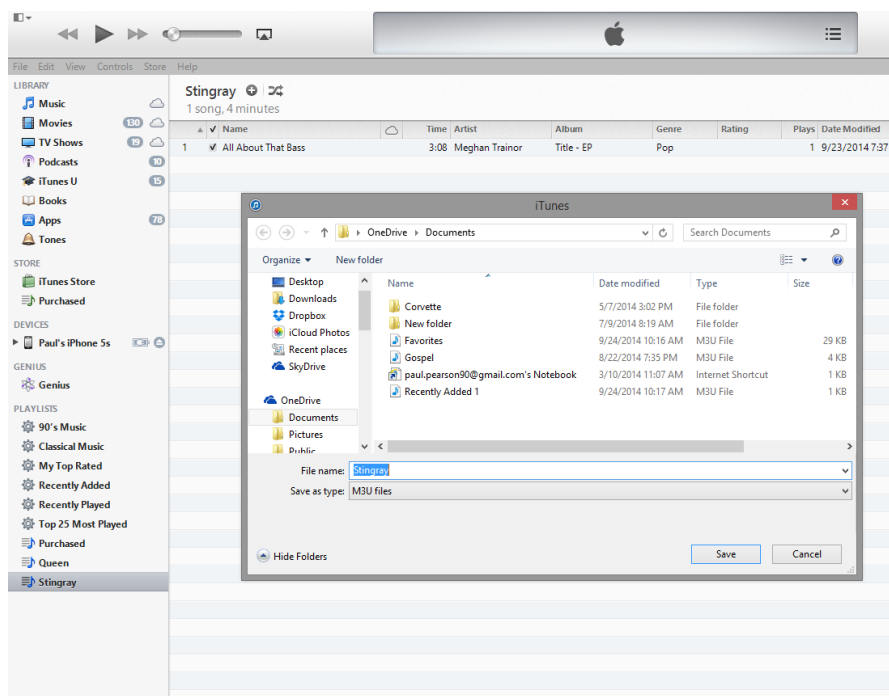 File Edit View Controls Store Help
LIBRARY
Music
Movies 130
TV Shows 19
Podcasts 10
iTunes U 15
Books
Apps 78
Tones
STORE
iTunes Store
Purchased
DEVICES
Paul's iPhone 5s
GENIUS
Genius
PLAYLISTS
90's Music
Classical Music
My Top Rated
Recently Added
Recently Played
Top 25 Most Played
Purchased
Queen
Stingray
Stingray
1 song, 4 minutes
Name Time Artist Album Genre Rating Plays Date Modified
1 All About That Bass 3:08 Meghan Trainor Title - EP Pop 1 9/23/2014 7:37
iTunes
OneDrive Documents Search Documents
Organize New folder
Desktop
Downloads
Dropbox
iCloud Photos
Recent places
SkyDrive
OneDrive
Documents
Pictures
Public
Name Date modified Type Size
Corvette 5/7/2014 3:02 PM File folder
New folder 7/9/2014 8:19 AM File folder
Favorites 9/24/2014 10:16 AM M3U File 29 KB
Gospel 8/22/2014 7:35 PM M3U File 4 KB
paul.pearson90@gmail.com's Notebook 3/10/2014 11:07 AM Internet Shortcut 1 KB
Recently Added 1 9/24/2014 10:17 AM M3U File 1 KB
File name: Stingray
Save as type: M3U files
Hide Folders Save Cancel